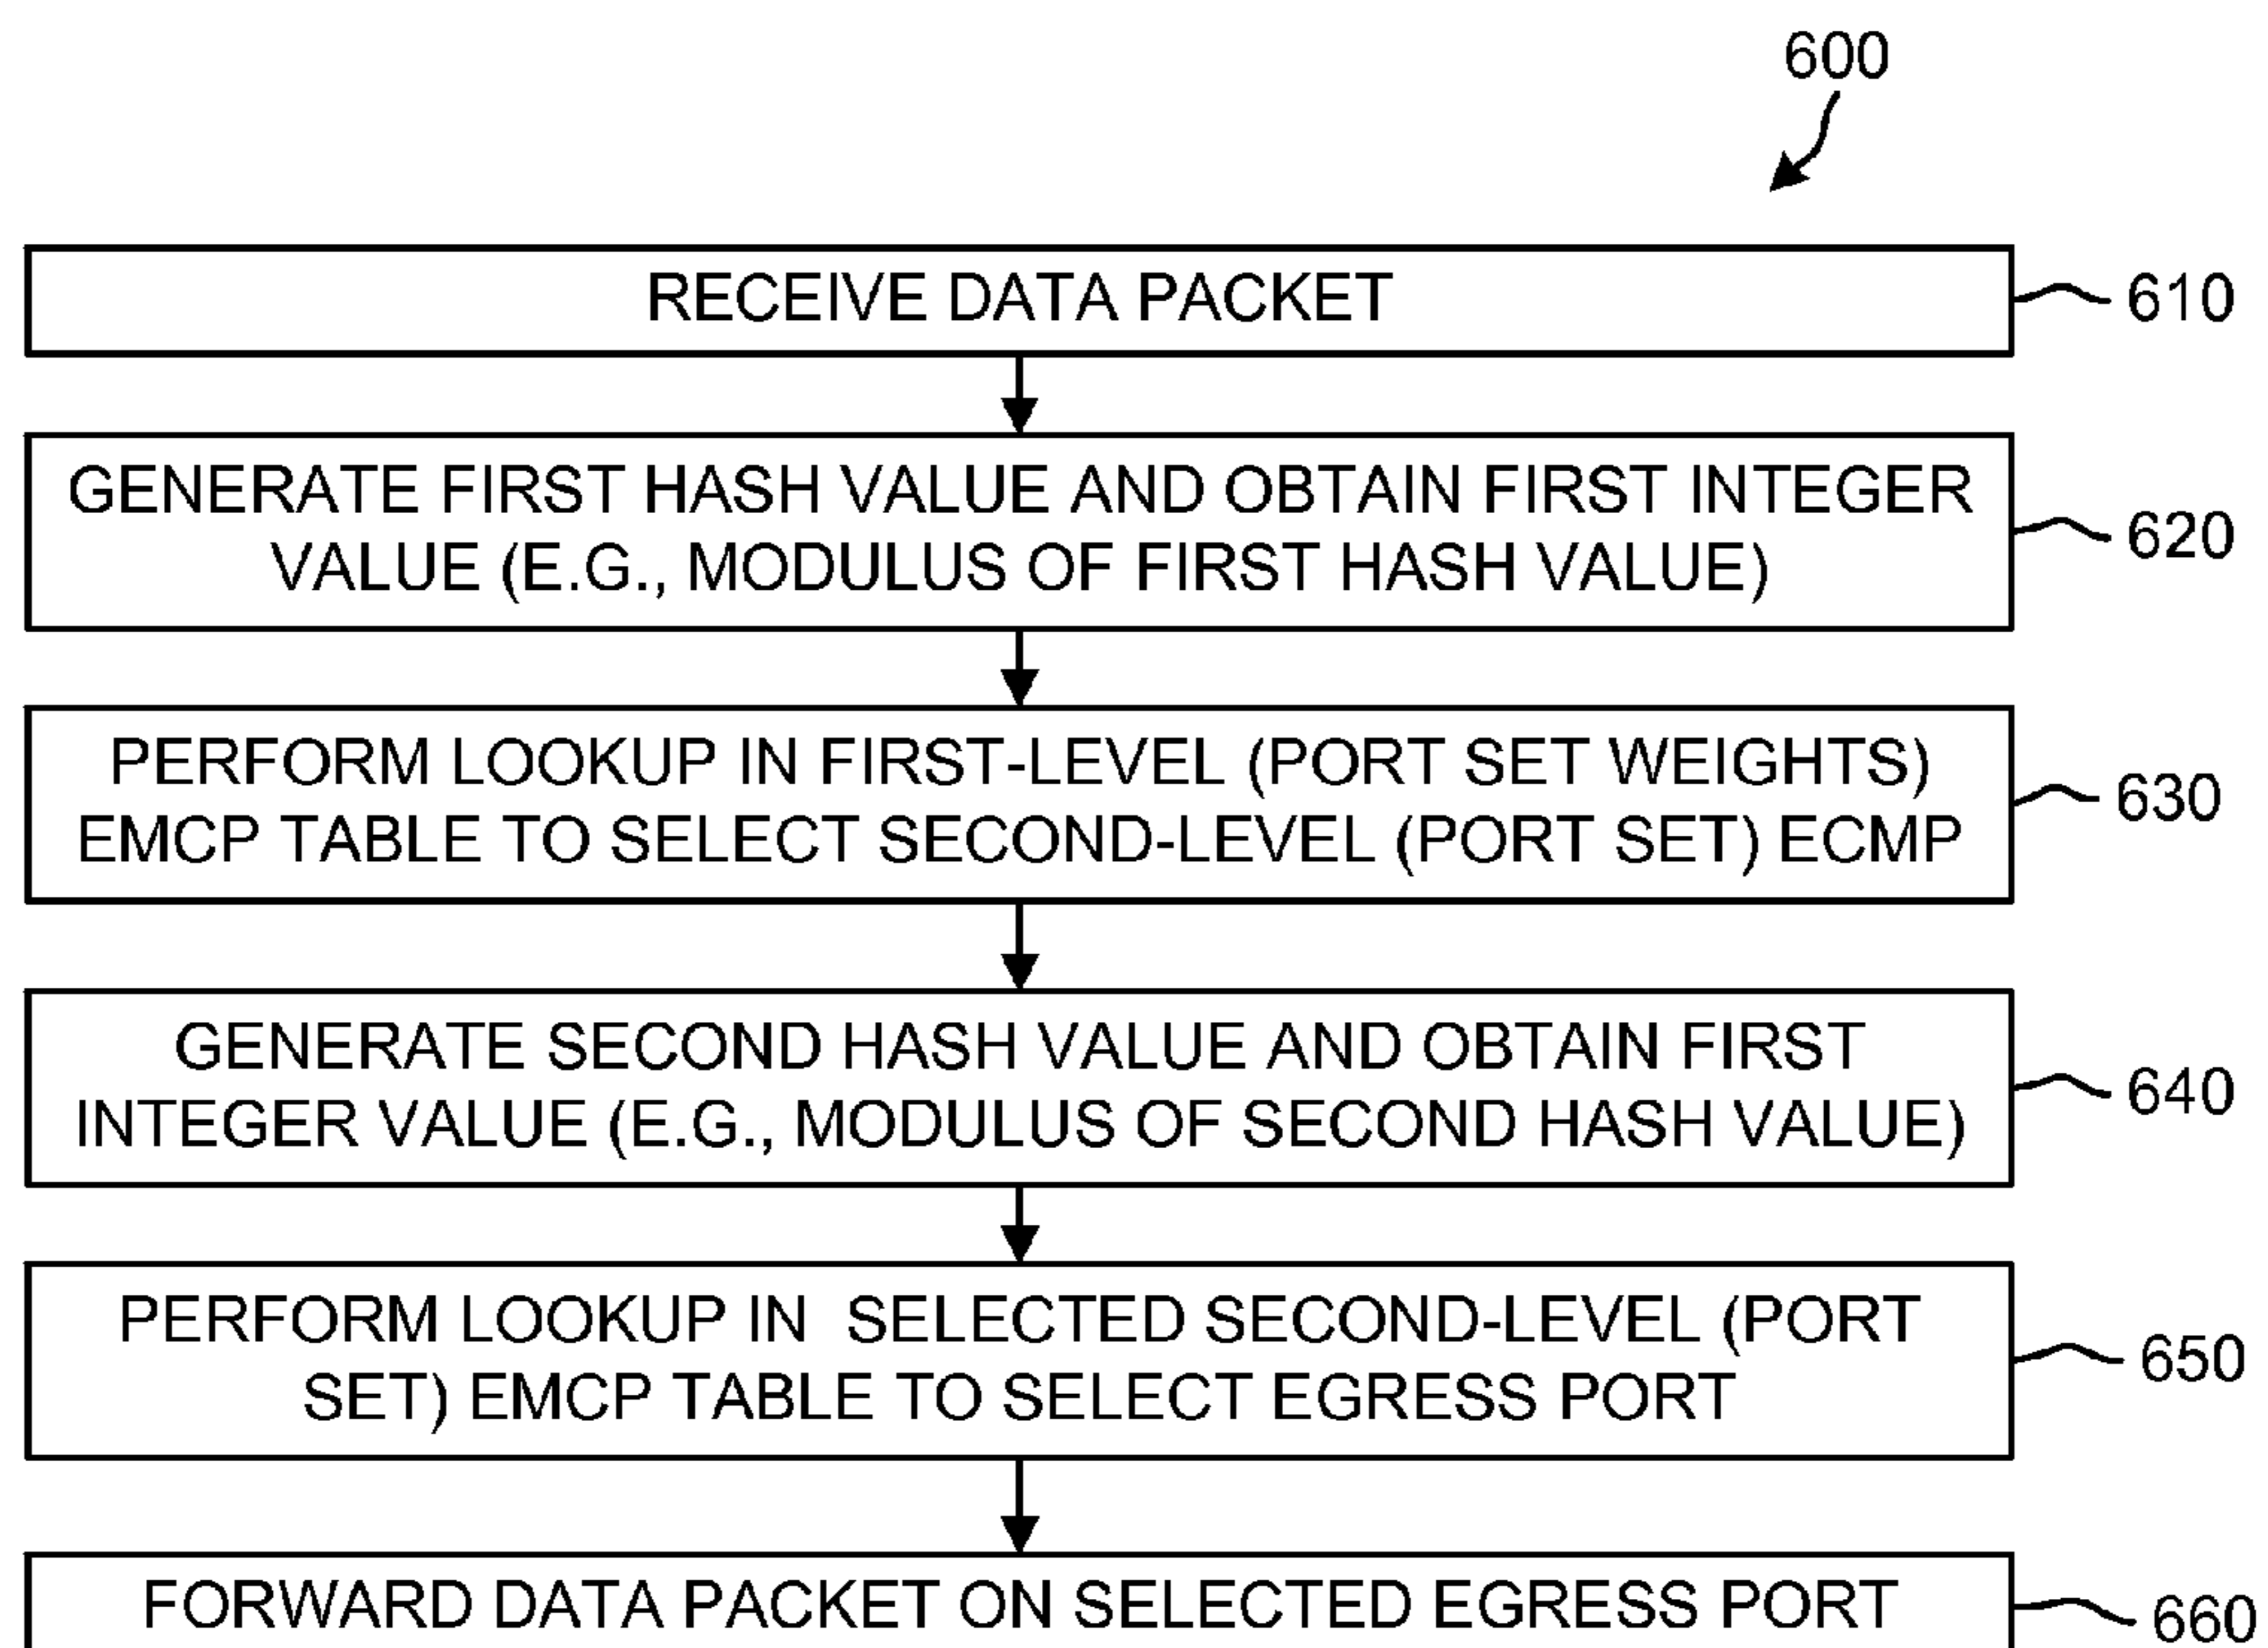 600
RECEIVE DATA PACKET
610
GENERATE FIRST HASH VALUE AND OBTAIN FIRST INTEGER
VALUE (E.G., MODULUS OF FIRST HASH VALUE)
620
PERFORM LOOKUP IN FIRST-LEVEL (PORT SET WEIGHTS)
EMCP TABLE TO SELECT SECOND-LEVEL (PORT SET) ECMP
630
GENERATE SECOND HASH VALUE AND OBTAIN FIRST
INTEGER VALUE (E.G., MODULUS OF SECOND HASH VALUE)
640
PERFORM LOOKUP IN SELECTED SECOND-LEVEL (PORT
SET) EMCP TABLE TO SELECT EGRESS PORT
650
FORWARD DATA PACKET ON SELECTED EGRESS PORT
660